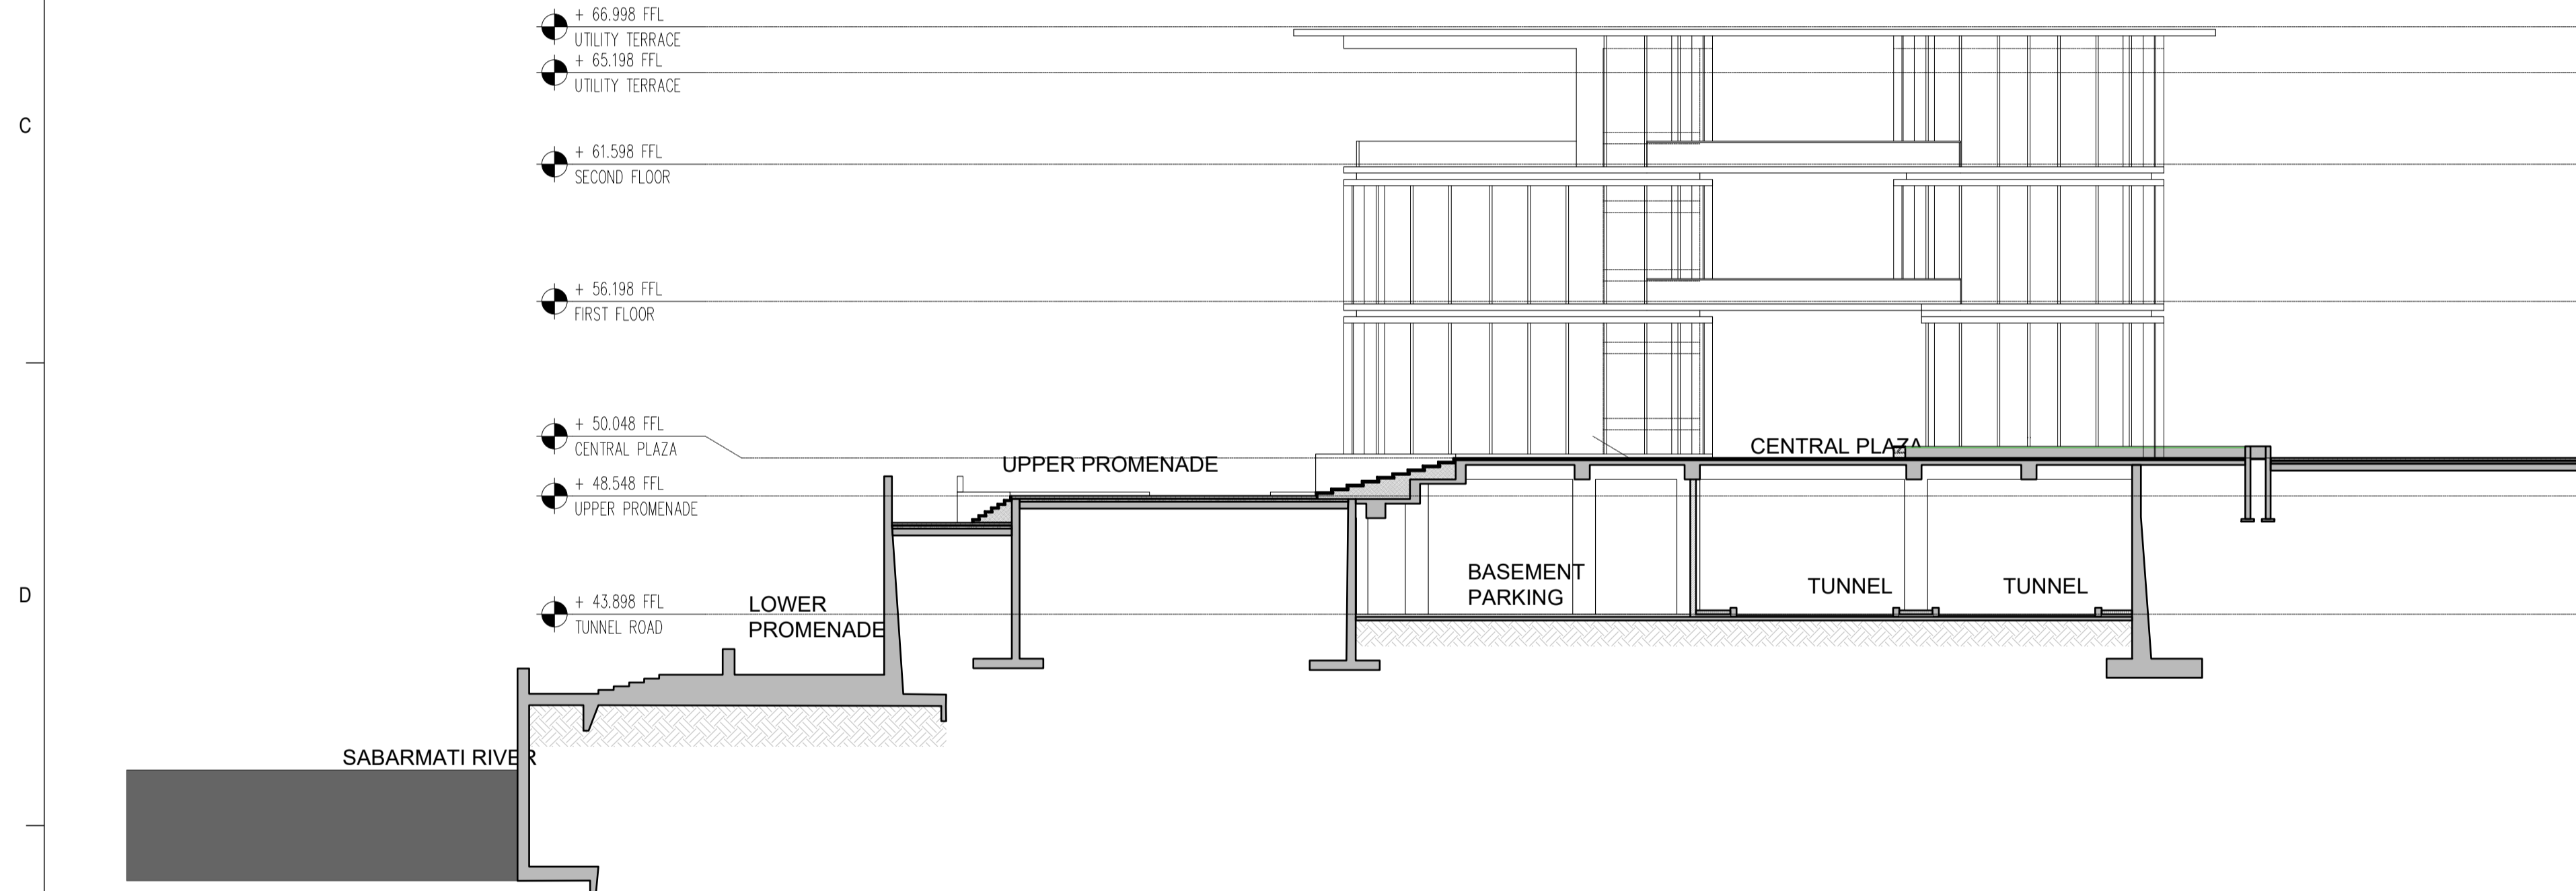 + 66.998 FFL
UTILITY TERRACE
+ 65.198 FFL
UTILITY TERRACE
C
+ 61.598 FFL
SECOND FLOOR
+ 56.198 FFL
FIRST FLOOR
+ 50.048 FFL
CENTRAL PLAZA
CENTRAL PLAZA
UPPER PROMENADE
+ 48.548 FFL
UPPER PROMENADE
D
+ 43.898 FFL
TUNNEL ROAD
LOWER
PROMENADE
BASEMENT
PARKING
TUNNEL
TUNNEL
SABARMATI RIVER